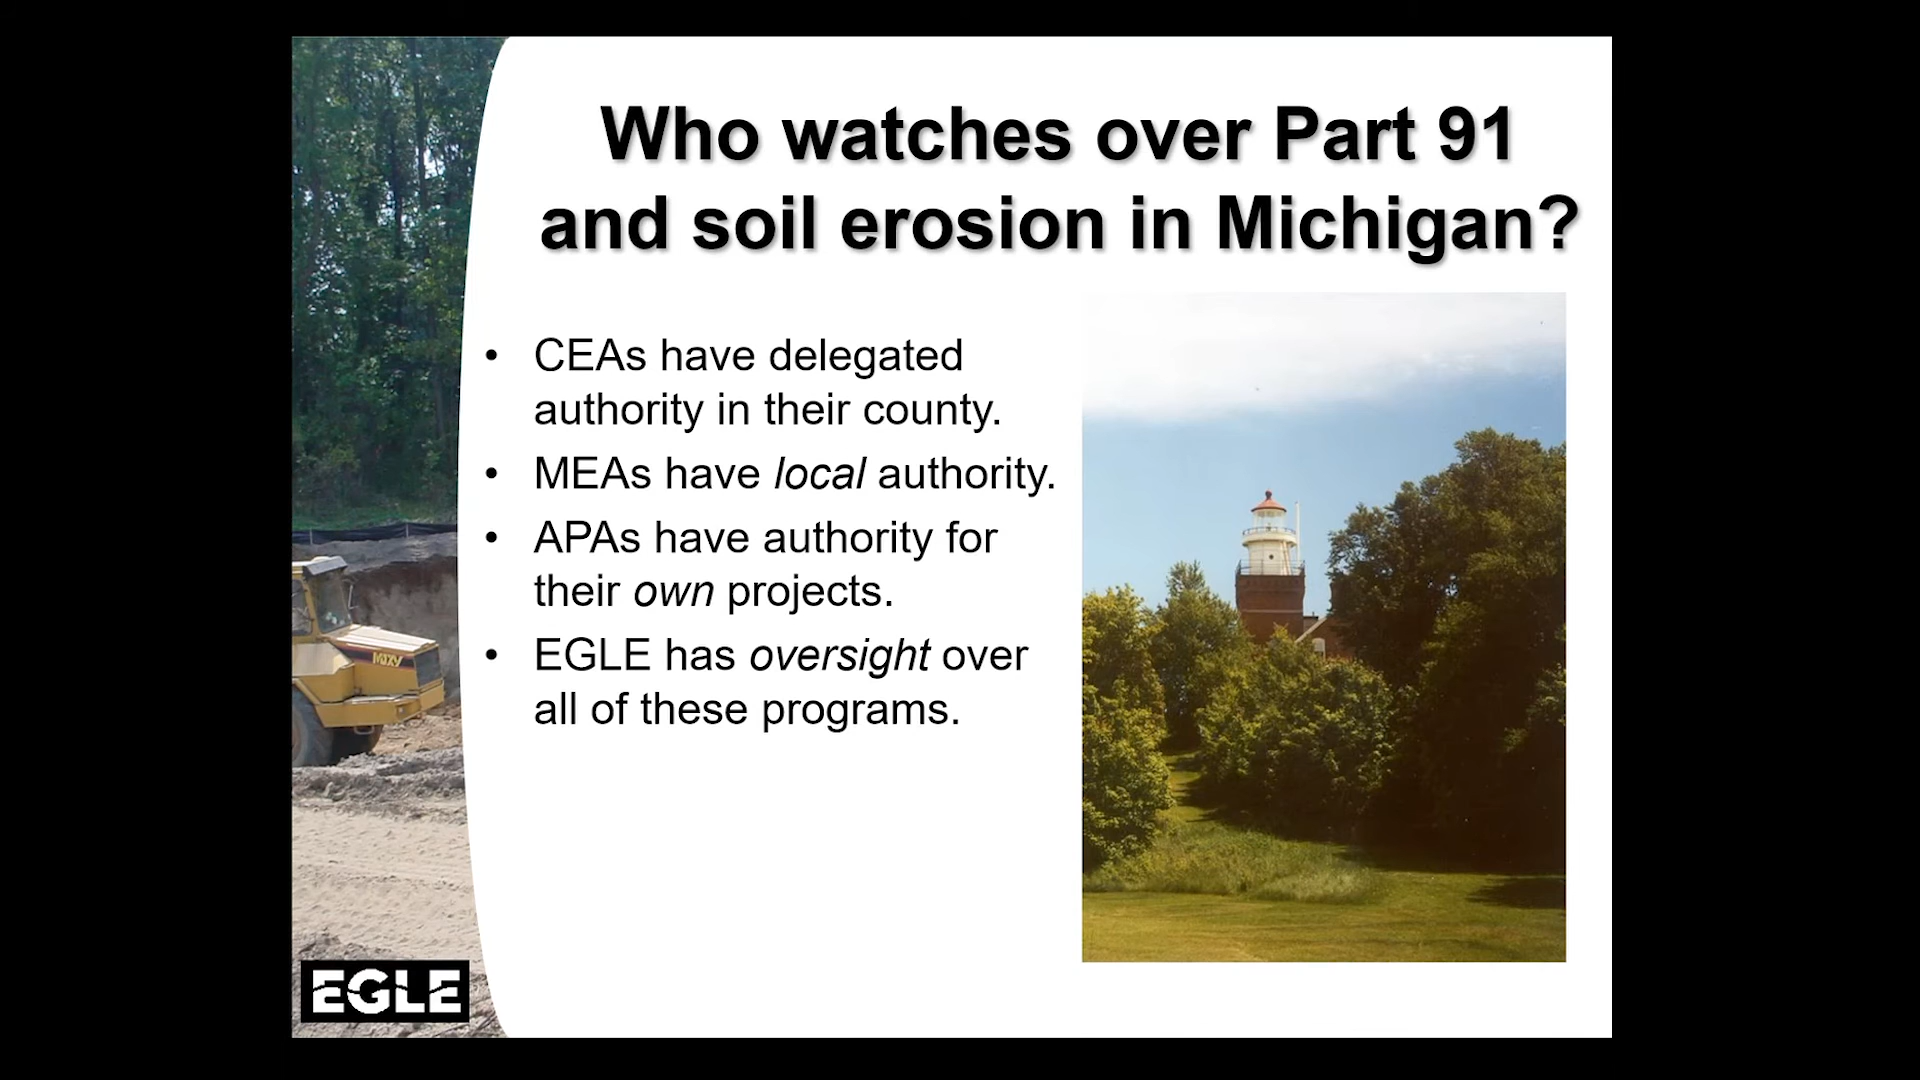 Who watches over Part 91
and soil erosion in Michigan?
• CEAs have delegated
authority in their county.
• MEAs have local authority.
• APAs have authority for
their own projects.
• EGLE has oversight over
all of these programs.
MOXY
EGLE